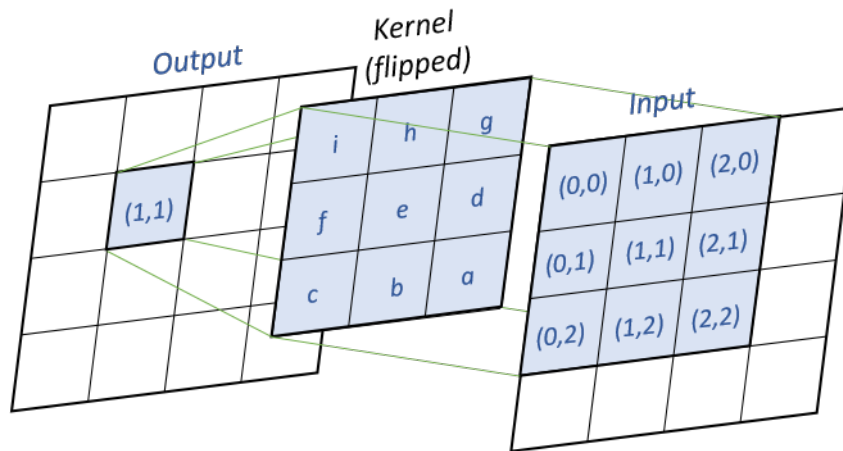 Output
Kernel
(flipped)
Input
(1,1)
i h g
f e d
c b a
(0,0) (1,0) (2,0)
(0,1) (1,1) (2,1)
(0,2) (1,2) (2,2)